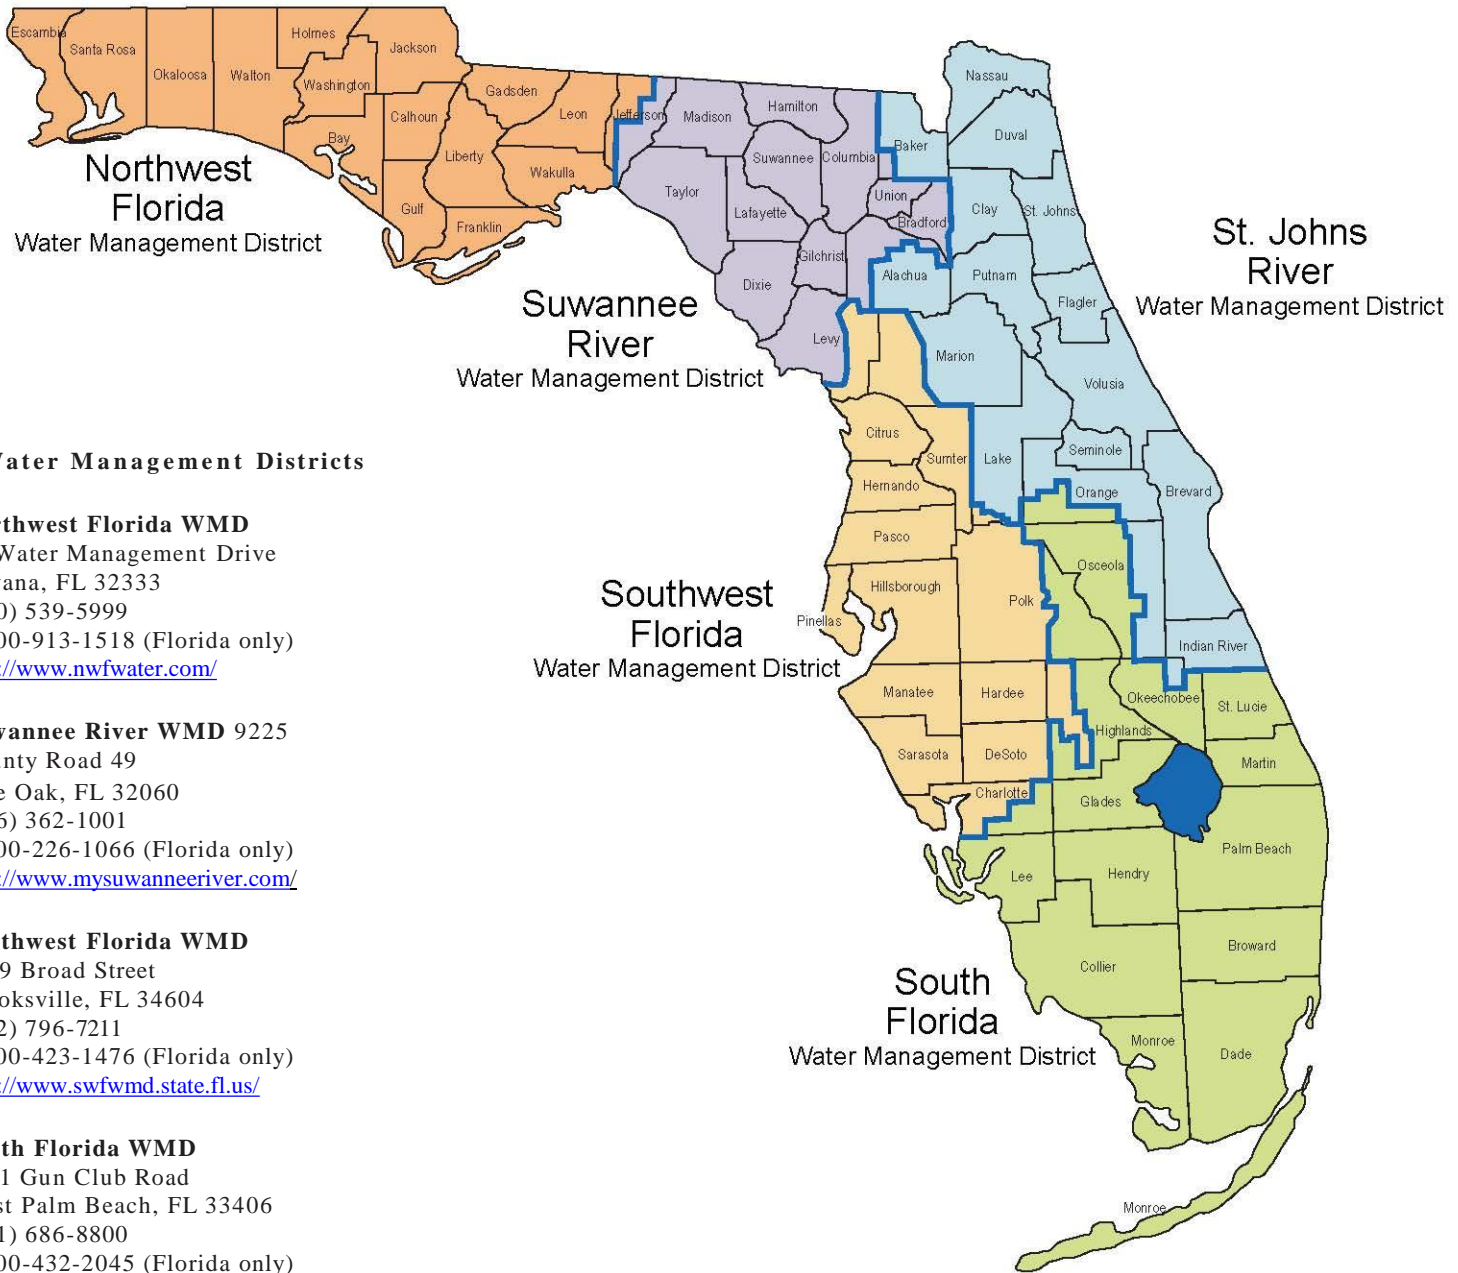 Escambia
Santa Rosa
Okaloosa
Walton
Holmes
Washington
Jackson
Bay
Calhoun
Gulf
Liberty
Gadsden
Franklin
Leon
Wakulla
Jefferson
Northwest
Florida
Water Management District
Madison
Hamilton
Suwannee
Columbia
Taylor
Lafayette
Union
Bradford
Gilchrist
Dixie
Levy
Suwannee
River
Water Management District
Nassau
Baker
Duval
Clay
St. Johns
Alachua
Putnam
Flagler
Marion
Volusia
Lake
Seminole
Orange
Brevard
Indian River
St. Johns
River
Water Management District
Citrus
Sumter
Hernando
Pasco
Hillsborough
Pinellas
Polk
Manatee
Hardee
Sarasota
DeSoto
Charlotte
Southwest
Florida
Water Management District
Osceola
Okeechobee
St. Lucie
Highlands
Martin
Glades
Palm Beach
Lee
Hendry
Broward
Collier
Monroe
Dade
Monroe
South
Florida
Water Management District
Water Management Districts
rthwest Florida WMD
Water Management Drive
vana, FL 32333
0) 539-5999
00-913-1518 (Florida only)
://www.nwfwater.com/
wannee River WMD 9225
unty Road 49
e Oak, FL 32060
6) 362-1001
00-226-1066 (Florida only)
://www.mysuwanneeriver.com/
thwest Florida WMD
9 Broad Street
oksville, FL 34604
2) 796-7211
00-423-1476 (Florida only)
://www.swfwmd.state.fl.us/
th Florida WMD
1 Gun Club Road
st Palm Beach, FL 33406
1) 686-8800
00-432-2045 (Florida only)